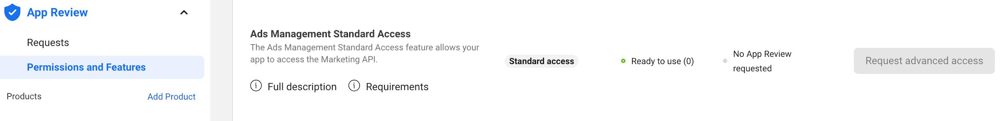 App Review
Requests
Permissions and Features
Products
Add Product
Ads Management Standard Access
The Ads Management Standard Access feature allows your
app to access the Marketing API.
Full description
Requirements
Standard access
Ready to use (0)
No App Review
requested
Request advanced access